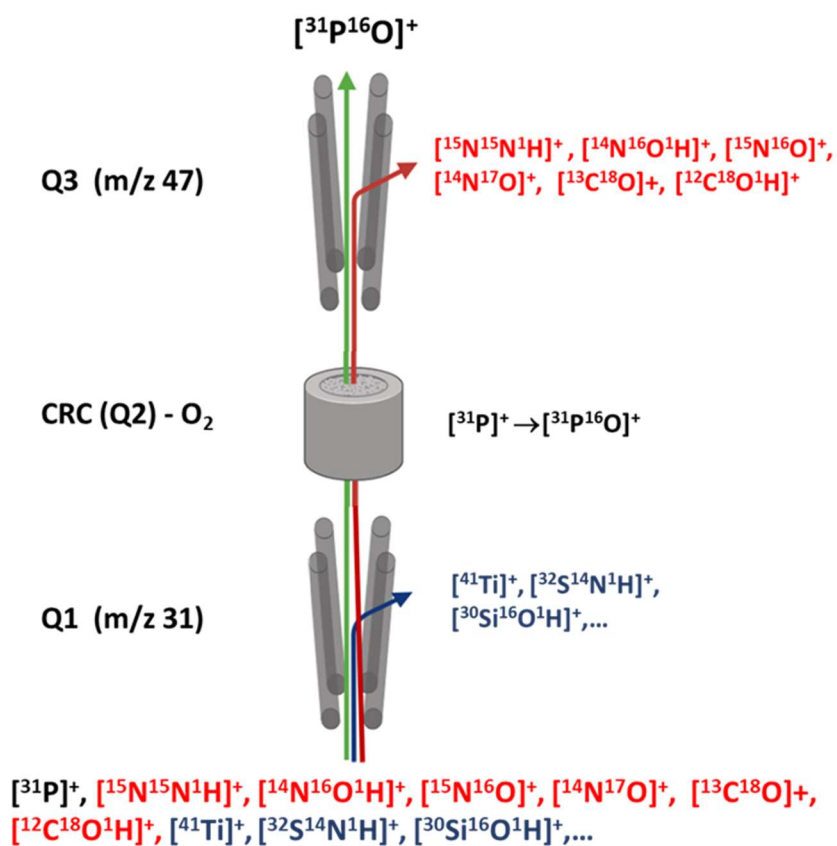 [³¹P¹⁶O]⁺
Q3 (m/z 47)
[¹⁵N¹⁵N¹H]⁺ , [¹⁴N¹⁶O¹H]⁺, [¹⁵N¹⁶O]⁺,
[¹⁴N¹⁷O]⁺, [¹³C¹⁸O]+, [¹²C¹⁸O¹H]⁺
CRC (Q2) - O₂
[³¹P]⁺ →[³¹P¹⁶O]⁺
Q1 (m/z 31)
[⁴¹Ti]⁺, [³²S¹⁴N¹H]⁺,
[³⁰Si¹⁶O¹H]⁺,...
[³¹P]⁺, [¹⁵N¹⁵N¹H]⁺, [¹⁴N¹⁶O¹H]⁺, [¹⁵N¹⁶O]⁺, [¹⁴N¹⁷O]⁺, [¹³C¹⁸O]+,
[¹²C¹⁸O¹H]⁺, [⁴¹Ti]⁺, [³²S¹⁴N¹H]⁺, [³⁰Si¹⁶O¹H]⁺,...